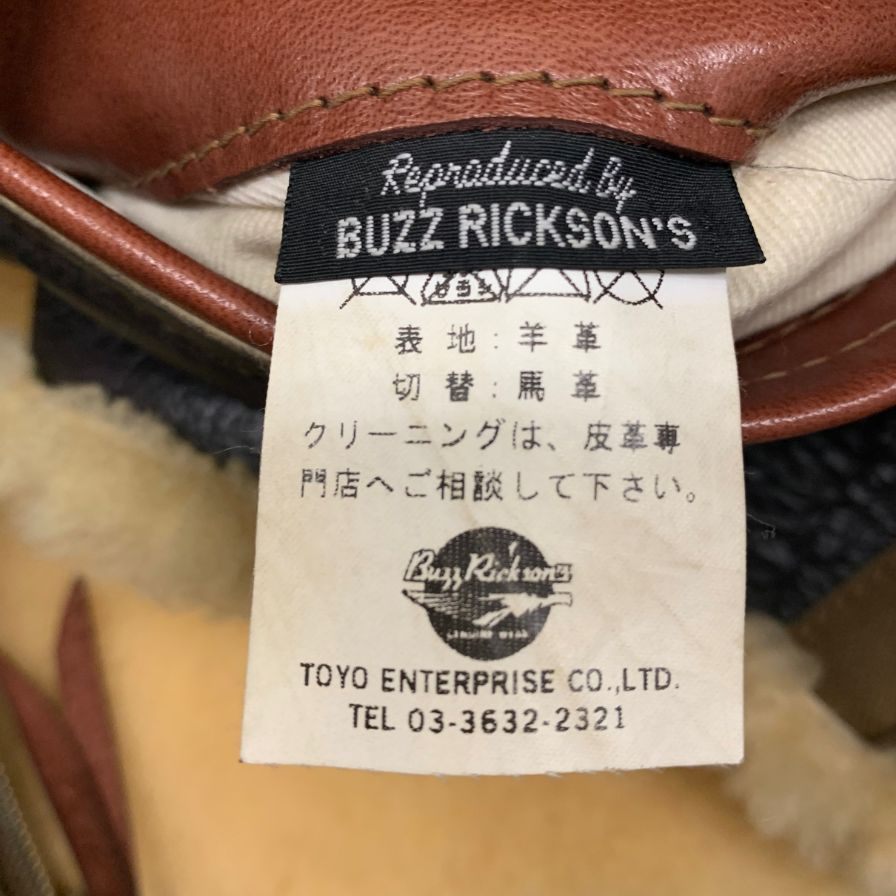 Reproduced by
BUZZ RICKSON'S
表 地 : 羊 革
切 替 : 馬 革
クリーニングは、皮革専
門店へご相談して下さい。
Buzz Rickson's
GENUINE WEAR
TOYO ENTERPRISE CO.,LTD.
TEL 03-3632-2321